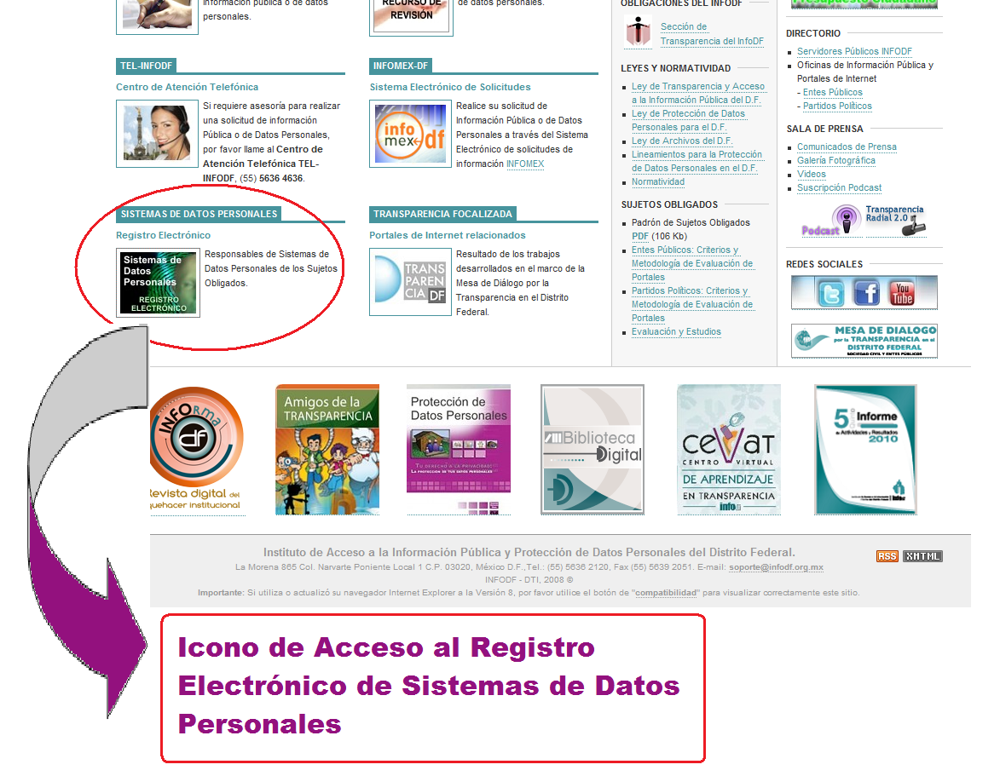 información pública o de datos
personales.
RECURSO DE
REVISIÓN
de datos personales.
TEL-INFODF
Centro de Atención Telefónica
Si requiere asesoría para realizar
una solicitud de información
Pública o de Datos Personales,
por favor llame al Centro de
Atención Telefónica TEL-
INFODF, (55) 5636 4636.
INFOMEX-DF
Sistema Electrónico de Solicitudes
info
mex
df
Realice su solicitud de
Información Pública o de Datos
Personales a través del Sistema
Electrónico de solicitudes de
información INFOMEX
SISTEMAS DE DATOS PERSONALES
Registro Electrónico
Sistemas de
Datos
Personales
REGISTRO
ELECTRÓNICO
Responsables de Sistemas de
Datos Personales de los Sujetos
Obligados.
TRANSPARENCIA FOCALIZADA
Portales de Internet relacionados
TRANS
PAREN
CIA DF
Resultado de los trabajos
desarrollados en el marco de la
Mesa de Diálogo por la
Transparencia en el Distrito
Federal.
OBLIGACIONES DEL INFODF
Sección de
Transparencia del InfoDF
LEYES Y NORMATIVIDAD
Ley de Transparencia y Acceso
a la Información Pública del D.F.
Ley de Protección de Datos
Personales para el D.F.
Ley de Archivos del D.F.
Lineamientos para la Protección
de Datos Personales en el D.F.
Normatividad
SUJETOS OBLIGADOS
Padrón de Sujetos Obligados
PDF (106 Kb)
Entes Públicos: Criterios y
Metodología de Evaluación de
Portales
Partidos Políticos: Criterios y
Metodología de Evaluación de
Portales
Evaluación y Estudios
Presupuesto Ciudadano
DIRECTORIO
Servidores Públicos INFODF
Oficinas de Información Pública y
Portales de Internet
- Entes Públicos
- Partidos Políticos
SALA DE PRENSA
Comunicados de Prensa
Galería Fotográfica
Videos
Suscripción Podcast
Podcast
Transparencia
Radial 2.0
REDES SOCIALES
You
Tube
MESA DE DIALOGO
por la TRANSPARENCIA en el
DISTRITO FEDERAL
SOCIEDAD CIVIL Y ENTES PÚBLICOS
INFOrma
df
Revista digital del
quehacer institucional
Amigos de la
TRANSPARENCIA
Protección de
Datos Personales
TU DERECHO A LA PRIVACIDAD
LA PROTECCIÓN DE TUS DATOS PERSONALES
Biblioteca
Digital
CEVAT
CENTRO VIRTUAL
DE APRENDIZAJE
EN TRANSPARENCIA
info
5 Informe
de Actividades y Resultados
2010
Instituto de Acceso a la Información Pública y Protección de Datos Personales del Distrito Federal.
La Morena 865 Col. Narvarte Poniente Local 1 C.P. 03020, México D.F.,Tel.: (55) 5636 2120, Fax (55) 5639 2051. E-mail: soporte@infodf.org.mx
INFODF - DTI, 2008 ©
Importante: Si utiliza o actualizó su navegador Internet Explorer a la Versión 8, por favor utilice el botón de "compatibilidad" para visualizar correctamente este sitio.
RSS XHTML
Icono de Acceso al Registro
Electrónico de Sistemas de Datos
Personales